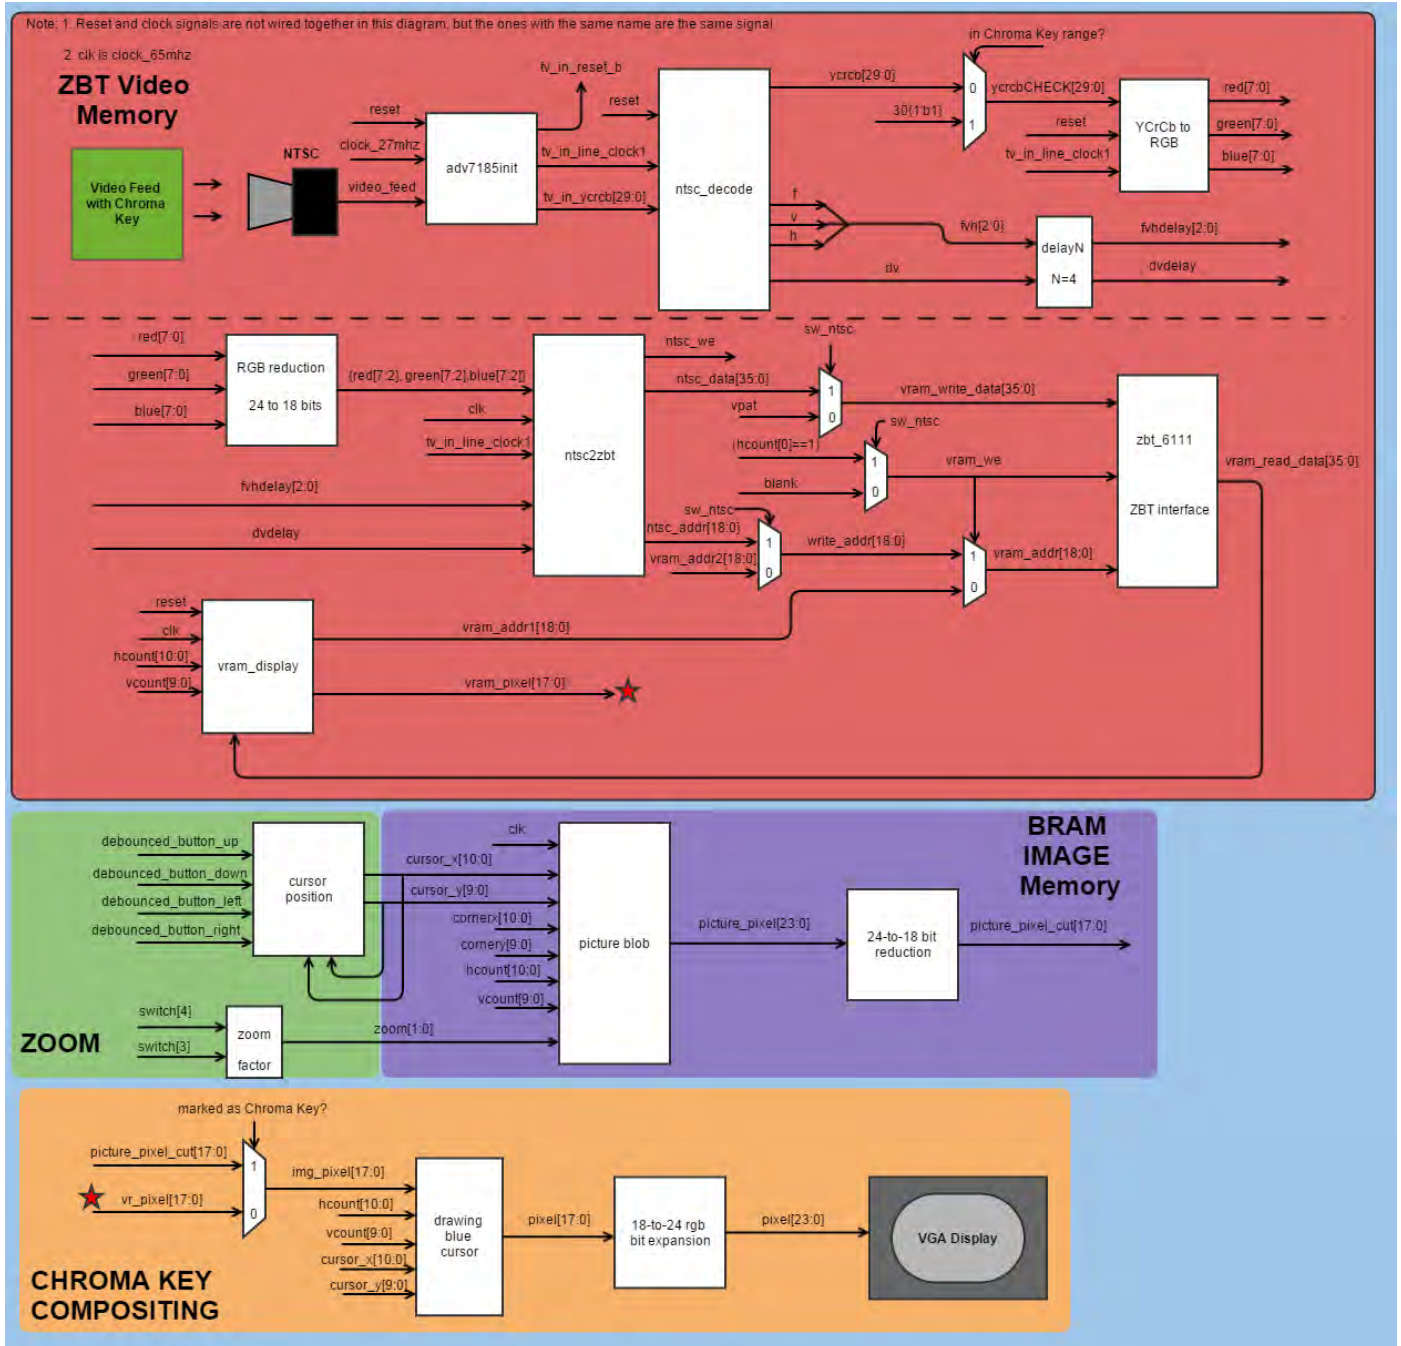 Note: 1. Reset and clock signals are not wired together in this diagram, but the ones with the same name are the same signal
2. clk is clock_65mhz
ZBT Video
Memory
Video Feed
with Chroma
Key
NTSC
reset
clock_27mhz
video_feed
adv7185init
tv_in_reset_b
reset
tv_in_line_clock1
tv_in_ycrcb[29:0]
ntsc_decode
ycrcb[29:0]
30{1'b1}
in Chroma Key range?
0
1
ycrcbCHECK[29:0]
reset
tv_in_line_clock1
YCrCb to
RGB
red[7:0]
green[7:0]
blue[7:0]
f
v
h
fvh[2:0]
dv
delayN
N=4
fvhdelay[2:0]
dvdelay
red[7:0]
green[7:0]
blue[7:0]
RGB reduction
24 to 18 bits
{red[7:2], green[7:2],blue[7:2]}
clk
tv_in_line_clock1
fvhdelay[2:0]
dvdelay
ntsc2zbt
ntsc_we
ntsc_data[35:0]
vpat
sw_ntsc
1
0
vram_write_data[35:0]
(hcount[0]==1)
blank
sw_ntsc
1
0
vram_we
sw_ntsc
ntsc_addr[18:0]
vram_addr2[18:0]
1
0
write_addr[18:0]
1
0
vram_addr[18:0]
zbt_6111
ZBT interface
vram_read_data[35:0]
reset
clk
hcount[10:0]
vcount[9:0]
vram_display
vram_addr1[18:0]
vram_pixel[17:0]
debounced_button_up
debounced_button_down
debounced_button_left
debounced_button_right
cursor
position
switch[4]
switch[3]
zoom
factor
ZOOM
clk
cursor_x[10:0]
cursor_y[9:0]
cornerx[10:0]
cornery[9:0]
hcount[10:0]
vcount[9:0]
zoom[1:0]
picture blob
picture_pixel[23:0]
24-to-18 bit
reduction
picture_pixel_cut[17:0]
BRAM
IMAGE
Memory
marked as Chroma Key?
picture_pixel_cut[17:0]
vr_pixel[17:0]
1
0
img_pixel[17:0]
hcount[10:0]
vcount[9:0]
cursor_x[10:0]
cursor_y[9:0]
drawing
blue
cursor
pixel[17:0]
18-to-24 rgb
bit expansion
pixel[23:0]
VGA Display
CHROMA KEY
COMPOSITING